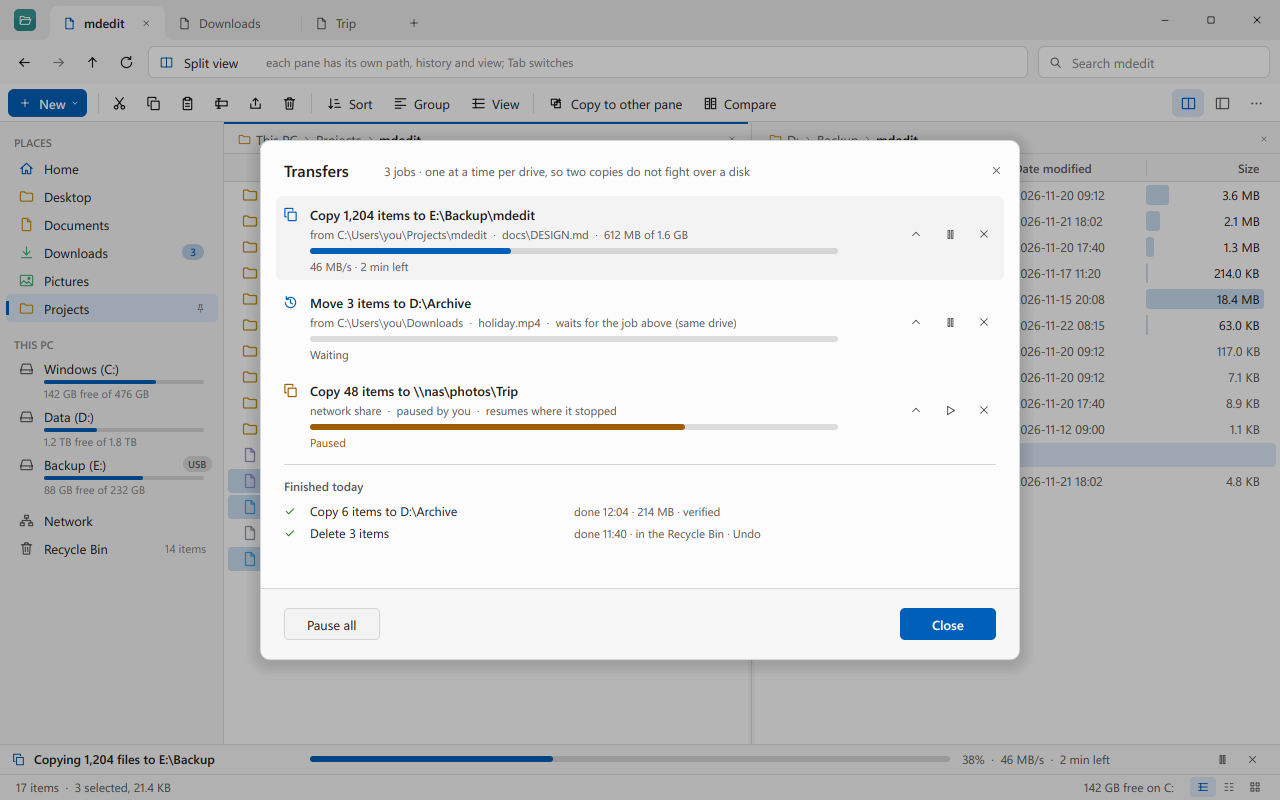 mdedit
Downloads
Trip
Split view
each pane has its own path, history and view; Tab switches
Search mdedit
New
Sort
Group
View
Copy to other pane
Compare
PLACES
Home
Desktop
Documents
Downloads 3
Pictures
Projects
THIS PC
Windows (C:)
142 GB free of 476 GB
Data (D:)
1.2 TB free of 1.8 TB
Backup (E:) USB
88 GB free of 232 GB
Network
Recycle Bin 14 items
Transfers
3 jobs · one at a time per drive, so two copies do not fight over a disk
Copy 1,204 items to E:\Backup\mdedit
from C:\Users\you\Projects\mdedit · docs\DESIGN.md · 612 MB of 1.6 GB
46 MB/s · 2 min left
Move 3 items to D:\Archive
from C:\Users\you\Downloads · holiday.mp4 · waits for the job above (same drive)
Waiting
Copy 48 items to \\nas\photos\Trip
network share · paused by you · resumes where it stopped
Paused
Finished today
Copy 6 items to D:\Archive done 12:04 · 214 MB · verified
Delete 3 items done 11:40 · in the Recycle Bin · Undo
Pause all
Close
modified Size
026-11-20 09:12 3.6 MB
026-11-21 18:02 2.1 MB
026-11-20 17:40 1.3 MB
026-11-17 11:20 214.0 KB
026-11-15 20:08 18.4 MB
026-11-22 08:15 63.0 KB
026-11-20 09:12 117.0 KB
026-11-20 09:12 7.1 KB
026-11-20 17:40 8.9 KB
026-11-12 09:00 1.1 KB
026-11-21 18:02 4.8 KB
Copying 1,204 files to E:\Backup
38% · 46 MB/s · 2 min left
17 items · 3 selected, 21.4 KB
142 GB free on C: